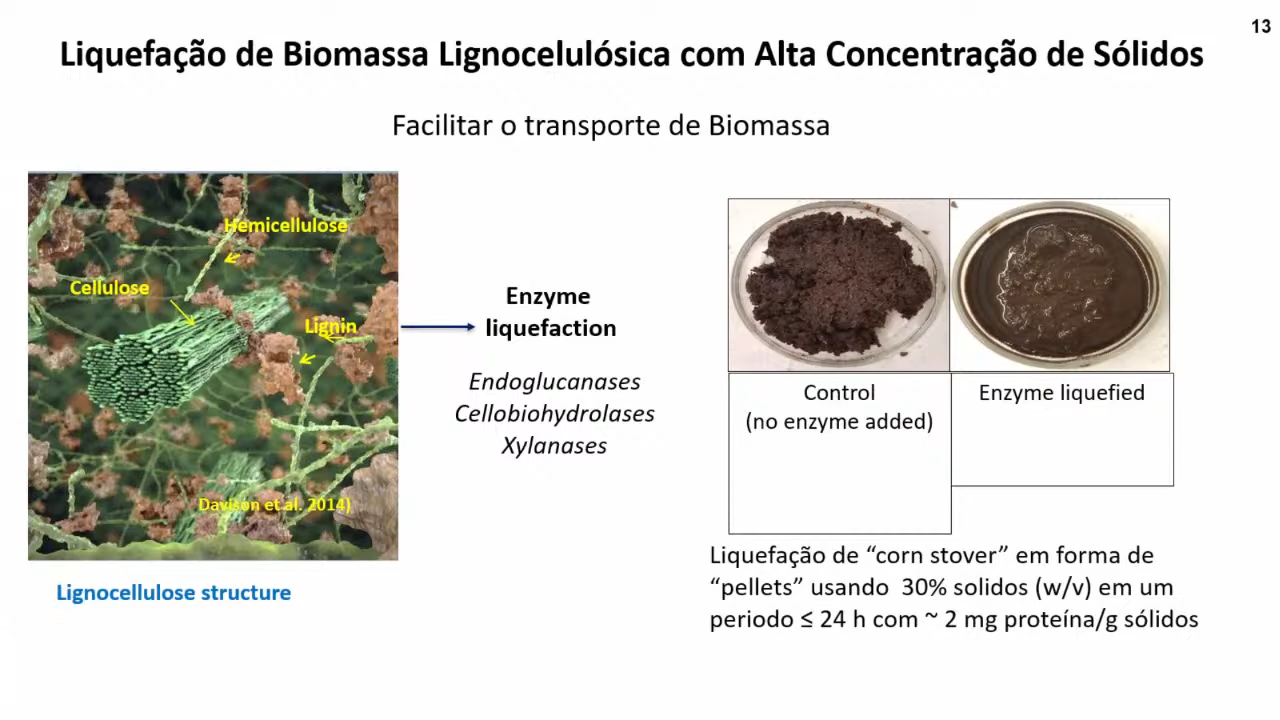 13
Liquefação de Biomassa Lignocelulósica com Alta Concentração de Sólidos
Facilitar o transporte de Biomassa
Hemicellulose
Cellulose
Lignin
Davison et al. 2014)
Lignocellulose structure
Enzyme
liquefaction
Endoglucanases
Cellobiohydrolases
Xylanases
Control
(no enzyme added)
Enzyme liquefied
Liquefação de “corn stover” em forma de
“pellets” usando 30% solidos (w/v) em um
periodo ≤ 24 h com ~ 2 mg proteína/g sólidos